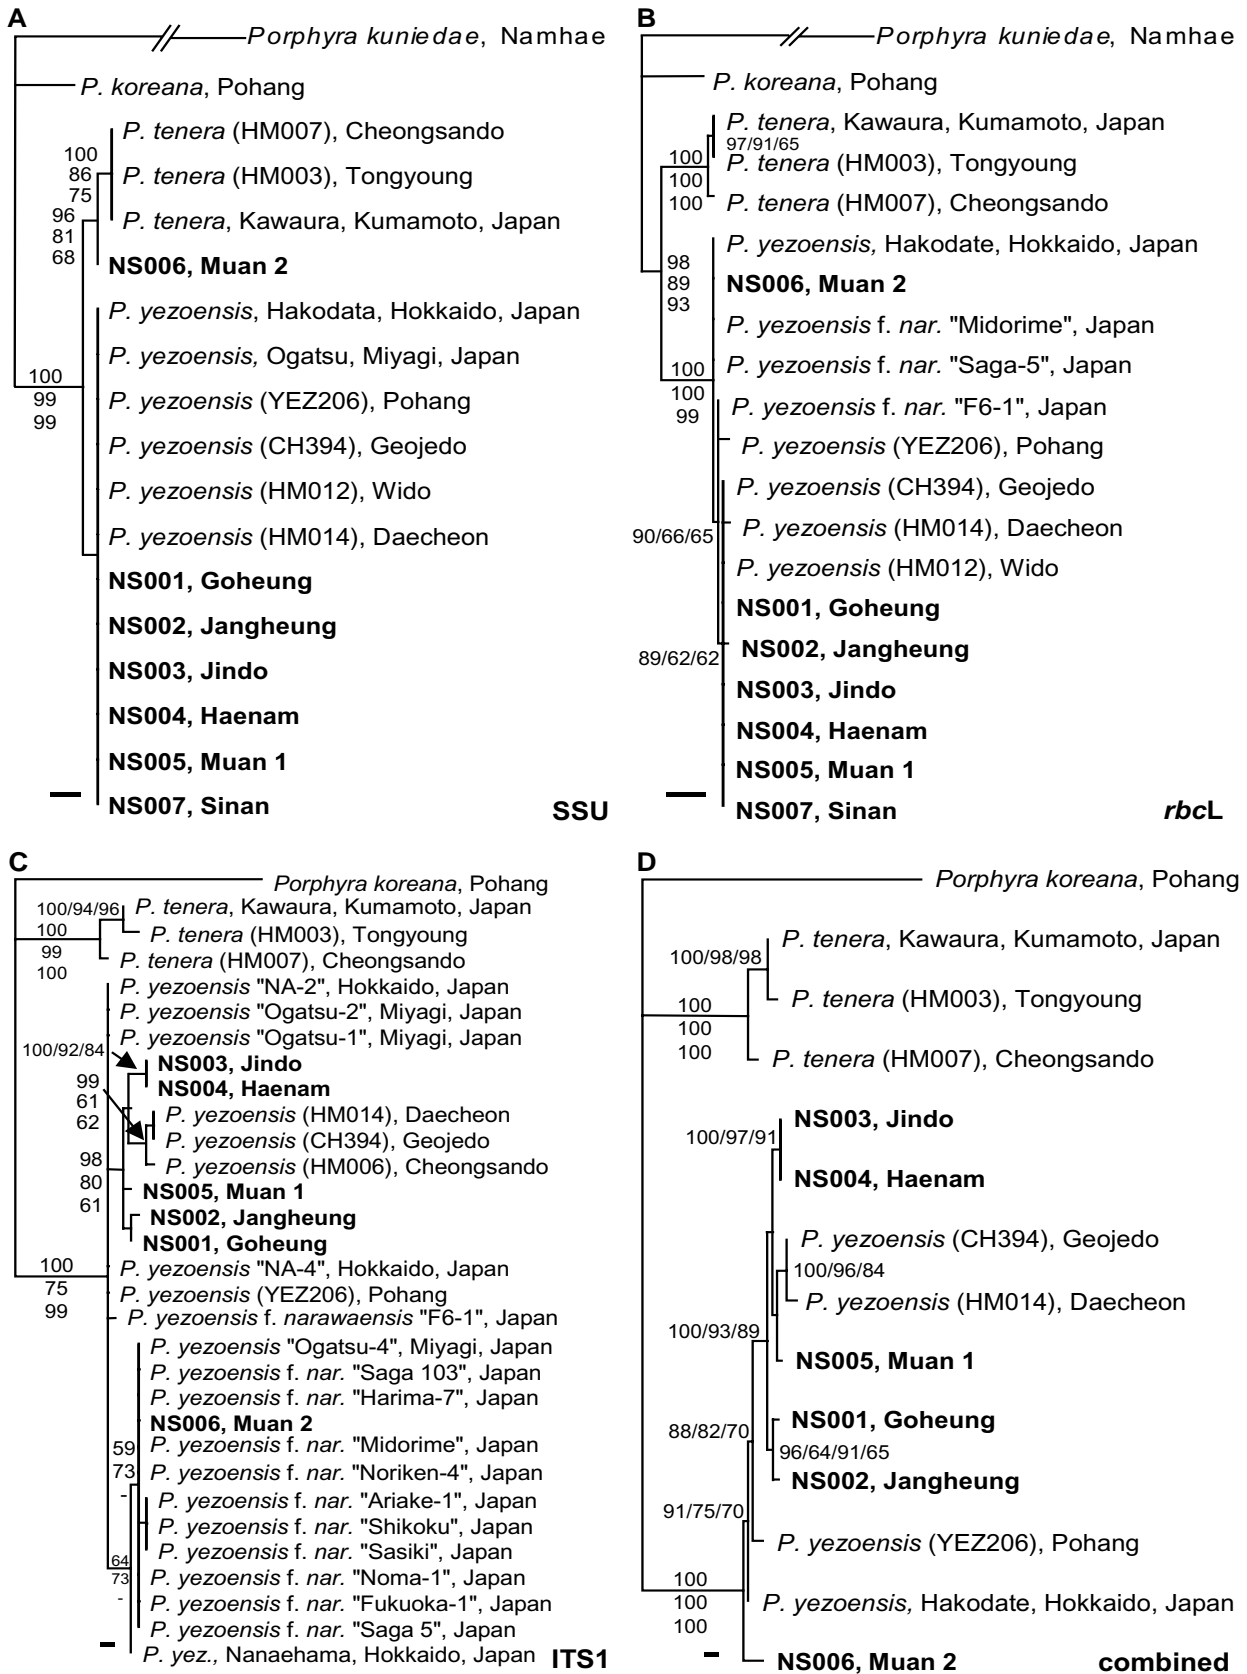 A
Porphyra kuniedae, Namhae
P. koreana, Pohang
P. tenera (HM007), Cheongsando
100
86
75
P. tenera (HM003), Tongyoung
96
81
68
P. tenera, Kawaura, Kumamoto, Japan
NS006, Muan 2
P. yezoensis, Hakodata, Hokkaido, Japan
P. yezoensis, Ogatsu, Miyagi, Japan
100
99
99
P. yezoensis (YEZ206), Pohang
P. yezoensis (CH394), Geojedo
P. yezoensis (HM012), Wido
P. yezoensis (HM014), Daecheon
NS001, Goheung
NS002, Jangheung
NS003, Jindo
NS004, Haenam
NS005, Muan 1
NS007, Sinan
SSU
B
Porphyra kuniedae, Namhae
P. koreana, Pohang
P. tenera, Kawaura, Kumamoto, Japan
97/91/65
100
100
100
P. tenera (HM003), Tongyoung
P. tenera (HM007), Cheongsando
P. yezoensis, Hakodate, Hokkaido, Japan
98
89
93
NS006, Muan 2
P. yezoensis f. nar. "Midorime", Japan
P. yezoensis f. nar. "Saga-5", Japan
100
100
99
P. yezoensis f. nar. "F6-1", Japan
P. yezoensis (YEZ206), Pohang
P. yezoensis (CH394), Geojedo
P. yezoensis (HM014), Daecheon
90/66/65
P. yezoensis (HM012), Wido
NS001, Goheung
NS002, Jangheung
89/62/62
NS003, Jindo
NS004, Haenam
NS005, Muan 1
NS007, Sinan
rbcL
C
Porphyra koreana, Pohang
100/94/96
P. tenera, Kawaura, Kumamoto, Japan
100
99
100
P. tenera (HM003), Tongyoung
P. tenera (HM007), Cheongsando
P. yezoensis "NA-2", Hokkaido, Japan
P. yezoensis "Ogatsu-2", Miyagi, Japan
P. yezoensis "Ogatsu-1", Miyagi, Japan
100/92/84
NS003, Jindo
NS004, Haenam
99
61
62
P. yezoensis (HM014), Daecheon
P. yezoensis (CH394), Geojedo
P. yezoensis (HM006), Cheongsando
98
80
61
NS005, Muan 1
NS002, Jangheung
NS001, Goheung
100
75
99
P. yezoensis "NA-4", Hokkaido, Japan
P. yezoensis (YEZ206), Pohang
P. yezoensis f. narawaensis "F6-1", Japan
P. yezoensis "Ogatsu-4", Miyagi, Japan
P. yezoensis f. nar. "Saga 103", Japan
P. yezoensis f. nar. "Harima-7", Japan
NS006, Muan 2
P. yezoensis f. nar. "Midorime", Japan
59
73
-
P. yezoensis f. nar. "Noriken-4", Japan
P. yezoensis f. nar. "Ariake-1", Japan
P. yezoensis f. nar. "Shikoku", Japan
P. yezoensis f. nar. "Sasiki", Japan
64
73
-
P. yezoensis f. nar. "Noma-1", Japan
P. yezoensis f. nar. "Fukuoka-1", Japan
P. yezoensis f. nar. "Saga 5", Japan
P. yez., Nanaehama, Hokkaido, Japan
ITS1
D
Porphyra koreana, Pohang
P. tenera, Kawaura, Kumamoto, Japan
100/98/98
P. tenera (HM003), Tongyoung
100
100
100
P. tenera (HM007), Cheongsando
NS003, Jindo
100/97/91
NS004, Haenam
P. yezoensis (CH394), Geojedo
100/96/84
P. yezoensis (HM014), Daecheon
100/93/89
NS005, Muan 1
NS001, Goheung
88/82/70
96/64/91/65
NS002, Jangheung
91/75/70
P. yezoensis (YEZ206), Pohang
100
100
100
P. yezoensis, Hakodate, Hokkaido, Japan
NS006, Muan 2
combined